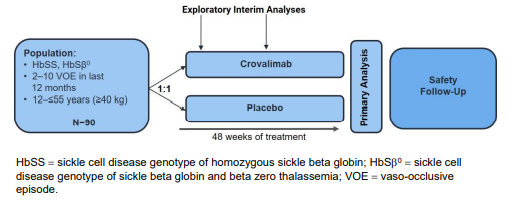 Exploratory Interim Analyses
Population:
• HbSS, HbSβ⁰
• 2–10 VOE in last
12 months
• 12–≤55 years (≥40 kg)
N~90
1:1
Crovalimab
Placebo
48 weeks of treatment
Primary Analysis
Safety
Follow-Up
HbSS = sickle cell disease genotype of homozygous sickle beta globin; HbSβ⁰ = sickle cell
disease genotype of sickle beta globin and beta zero thalassemia; VOE = vaso-occlusive
episode.